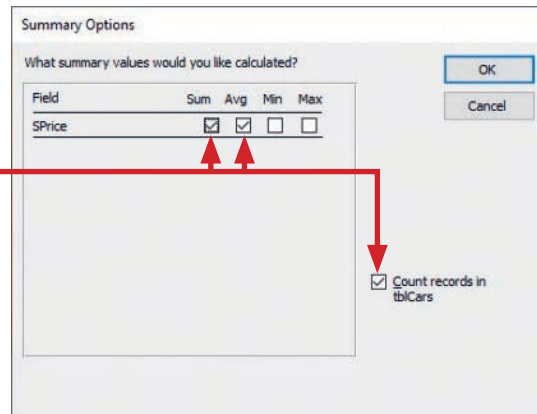 Summary Options
What summary values would you like calculated?
OK
Cancel
Field Sum Avg Min Max
SPrice
Count records in
tblCars